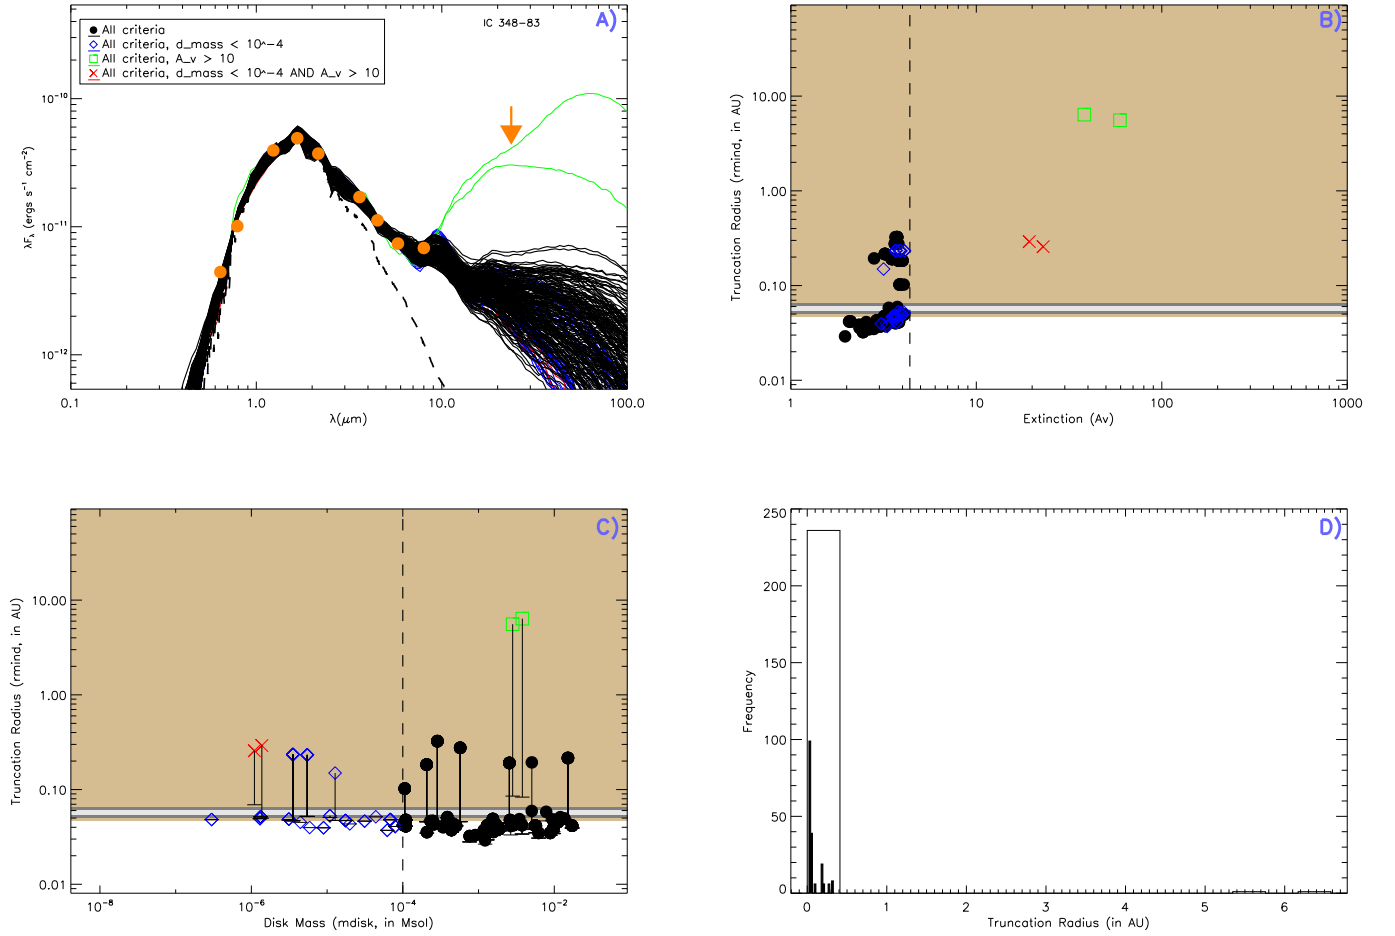 A)
IC 348-83
All criteria
All criteria, d_mass < 10^-4
All criteria, A_v > 10
All criteria, d_mass < 10^-4 AND A_v > 10
λFλ (ergs s⁻¹ cm⁻²)
10⁻¹⁰
10⁻¹¹
10⁻¹²
0.1 1.0 10.0 100.0
λ(μm)
B)
Truncation Radius (rmind, in AU)
10.00
1.00
0.10
0.01
1 10 100 1000
Extinction (Av)
C)
Truncation Radius (rmind, in AU)
10.00
1.00
0.10
0.01
10⁻⁸ 10⁻⁶ 10⁻⁴ 10⁻²
Disk Mass (mdisk, in Msol)
D)
Frequency
250
200
150
100
50
0
0 1 2 3 4 5 6
Truncation Radius (in AU)